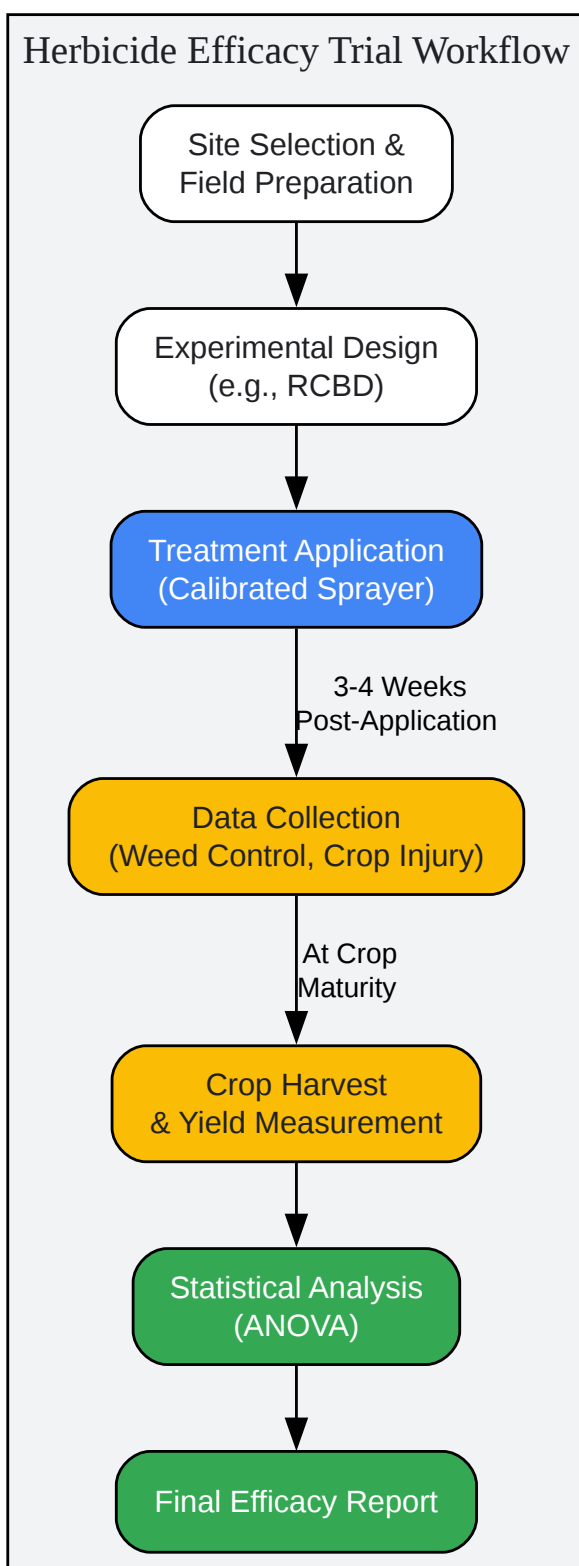 Herbicide Efficacy Trial Workflow
Site Selection &
Field Preparation
Experimental Design
(e.g., RCBD)
Treatment Application
(Calibrated Sprayer)
3-4 Weeks
Post-Application
Data Collection
(Weed Control, Crop Injury)
At Crop
Maturity
Crop Harvest
& Yield Measurement
Statistical Analysis
(ANOVA)
Final Efficacy Report